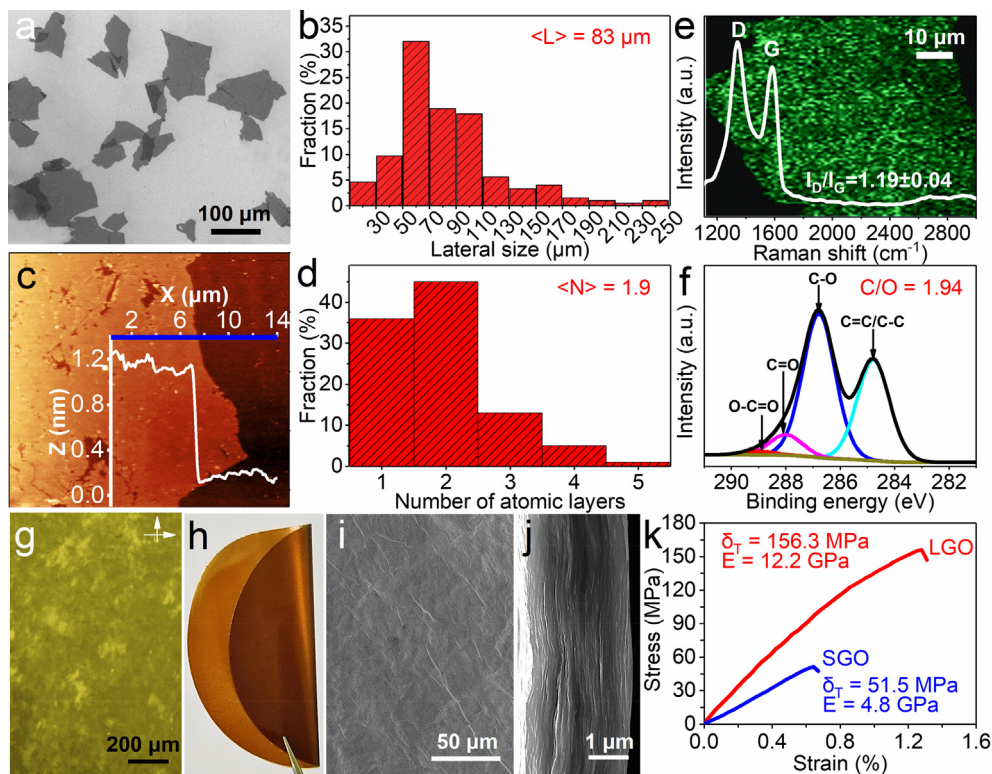 a
100 μm
b
<L> = 83 μm
Fraction (%)
35
30
25
20
15
10
5
0
30 50 70 90 110 130 150 170 190 210 230 250
Lateral size (μm)
e
10 μm
D
G
I_D/I_G=1.19±0.04
Intensity (a.u.)
1200 1600 2000 2400 2800
Raman shift (cm⁻¹)
c
X (μm)
2 6 10 14
Z (nm)
1.2
0.8
0.4
0.0
d
<N> = 1.9
Fraction (%)
40
30
20
10
0
1 2 3 4 5
Number of atomic layers
f
C/O = 1.94
C-O
C=C/C-C
C=O
O-C=O
Intensity (a.u.)
290 288 286 284 282
Binding energy (eV)
g
200 μm
h
i
50 μm
j
1 μm
k
δ_T = 156.3 MPa
E = 12.2 GPa
LGO
SGO
δ_T = 51.5 MPa
E = 4.8 GPa
Stress (MPa)
180
150
120
90
60
30
0
0.0 0.4 0.8 1.2 1.6
Strain (%)